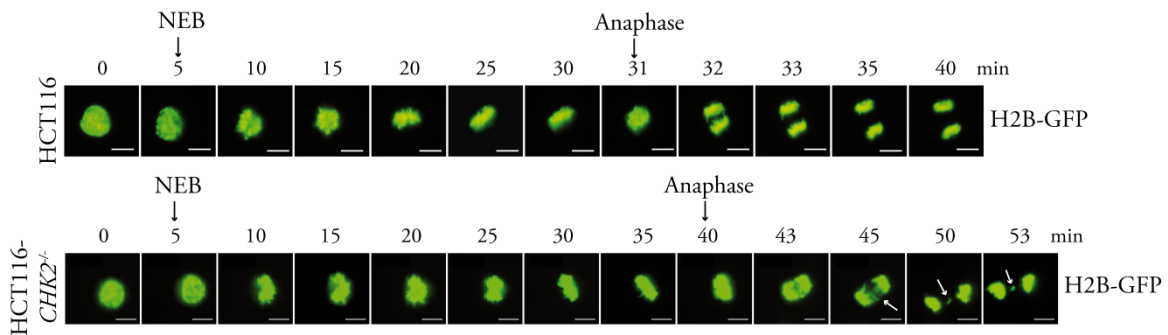 NEB Anaphase
0 5 10 15 20 25 30 31 32 33 35 40 min
HCT116
H2B-GFP
NEB Anaphase
0 5 10 15 20 25 30 35 40 43 45 50 53 min
HCT116-
CHK2-/-
H2B-GFP